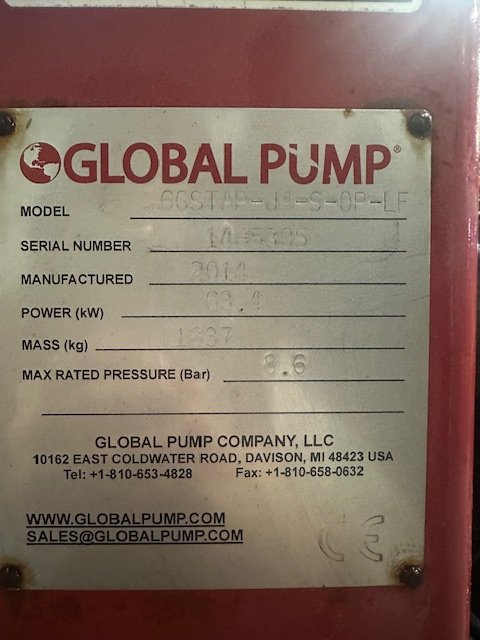 GLOBAL PUMP®
MODEL
SERIAL NUMBER
MANUFACTURED 2014
POWER (kW)
MASS (kg)
MAX RATED PRESSURE (Bar) 8.6
GLOBAL PUMP COMPANY, LLC
10162 EAST COLDWATER ROAD, DAVISON, MI 48423 USA
Tel: +1-810-653-4828 Fax: +1-810-658-0632
WWW.GLOBALPUMP.COM
SALES@GLOBALPUMP.COM
CE